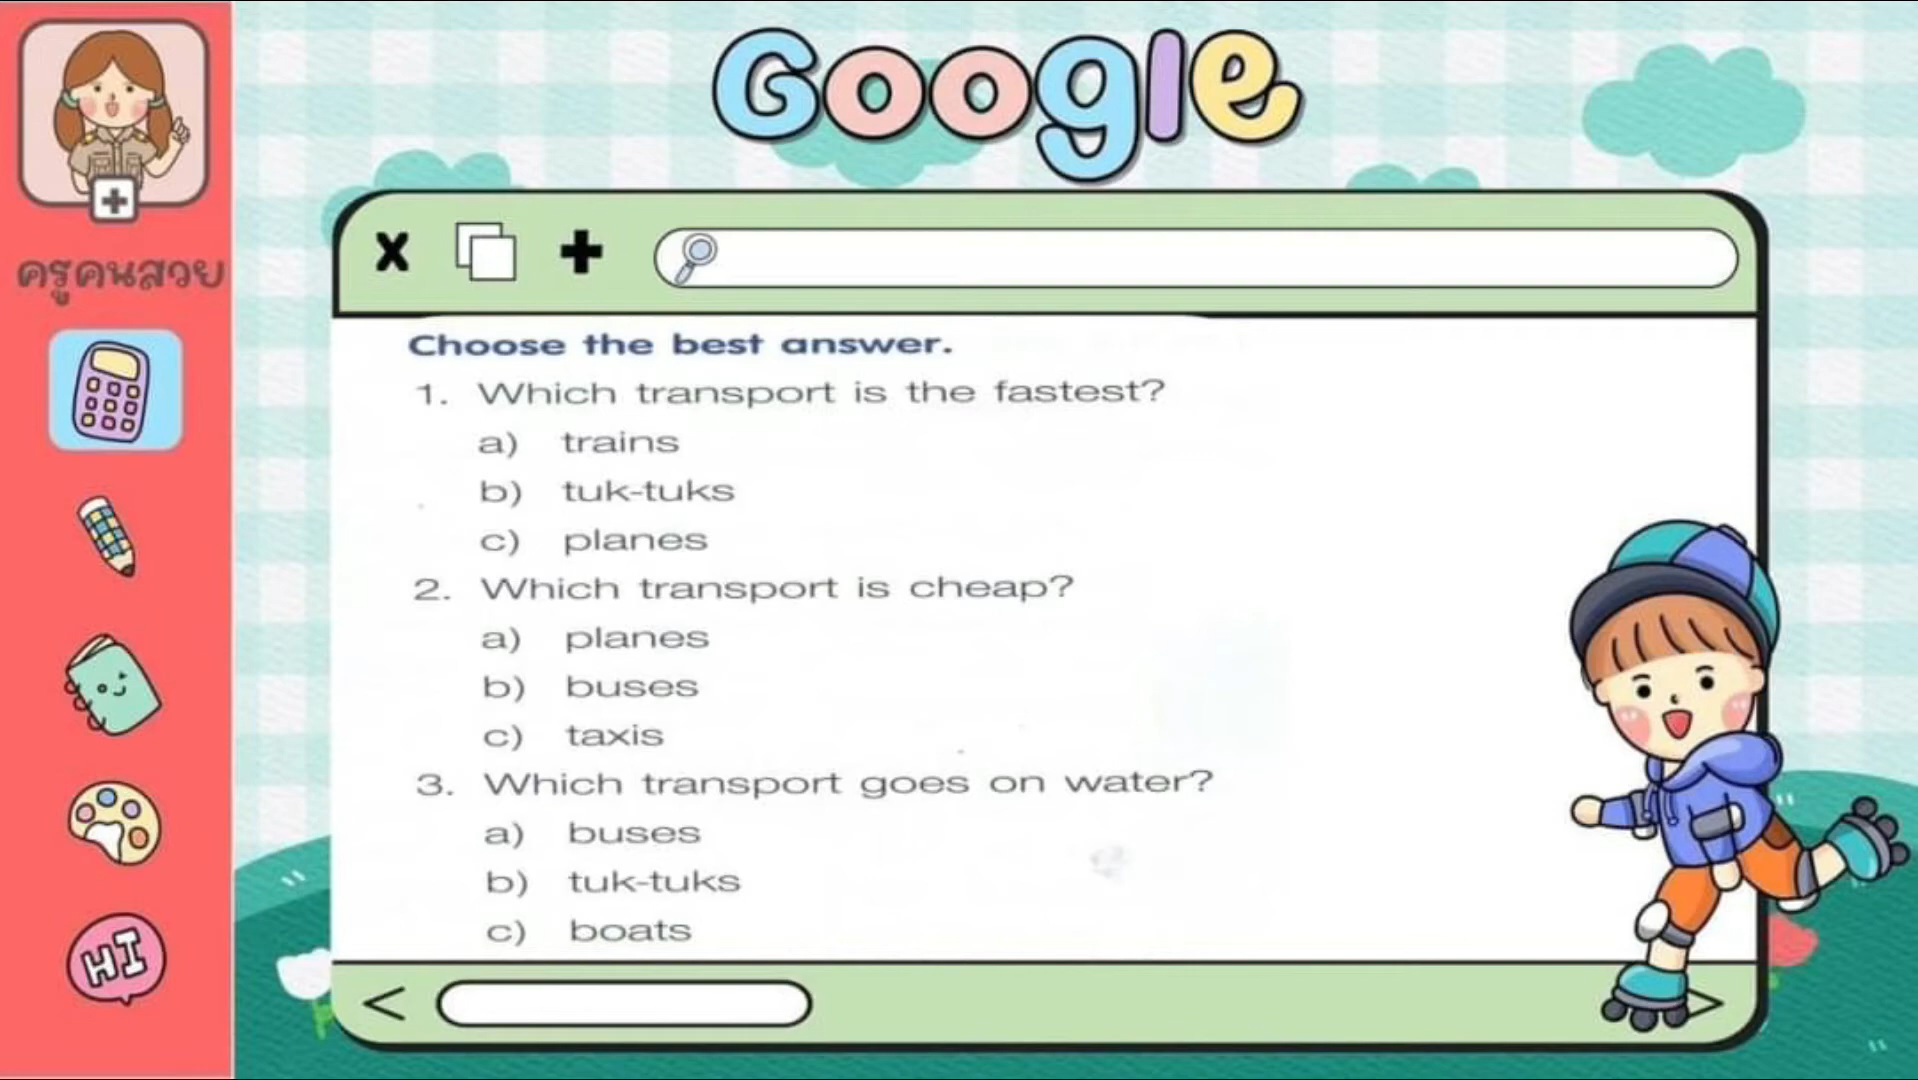 Google
ครูคนสวย
Choose the best answer.
1. Which transport is the fastest?
a) trains
b) tuk-tuks
c) planes
2. Which transport is cheap?
a) planes
b) buses
c) taxis
3. Which transport goes on water?
a) buses
b) tuk-tuks
c) boats
HI